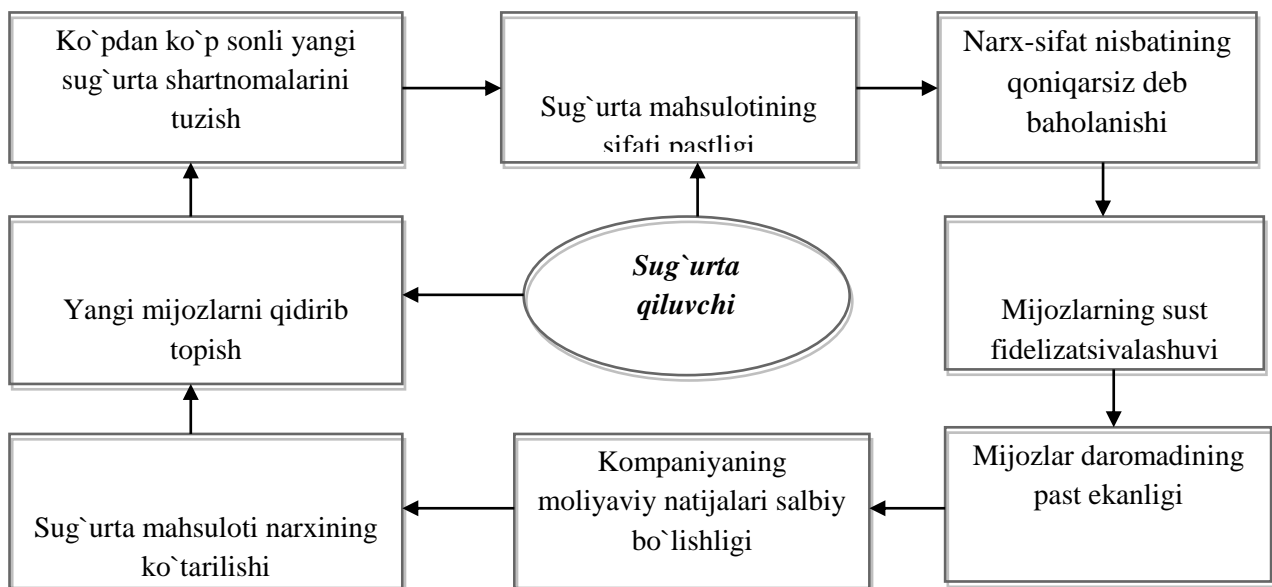 Ko`pdan ko`p sonli yangi
sug`urta shartnomalarini
tuzish
Sug`urta mahsulotining
sifati pastligi
Narx-sifat nisbatining
qoniqarsiz deb
baholanishi
Yangi mijozlarni qidirib
topish
Sug`urta
qiluvchi
Mijozlarning sust
fidelizatsiyalashuvi
Sug`urta mahsuloti narxining
ko`tarilishi
Kompaniyaning
moliyaviy natijalari salbiy
bo`lishligi
Mijozlar daromadining
past ekanligi